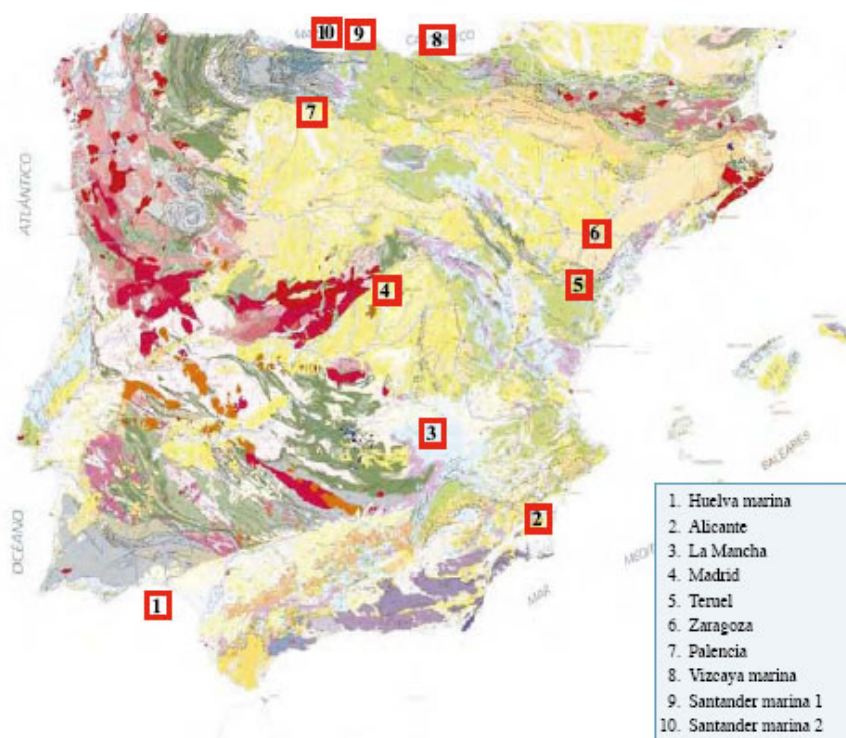 10
9
8
7
ATLÁNTICO
6
5
4
3
BALEARES
2
OCÉANO
MAR
1
1. Huelva marina
2. Alicante
3. La Mancha
4. Madrid
5. Teruel
6. Zaragoza
7. Palencia
8. Vizcaya marina
9. Santander marina 1
10. Santander marina 2